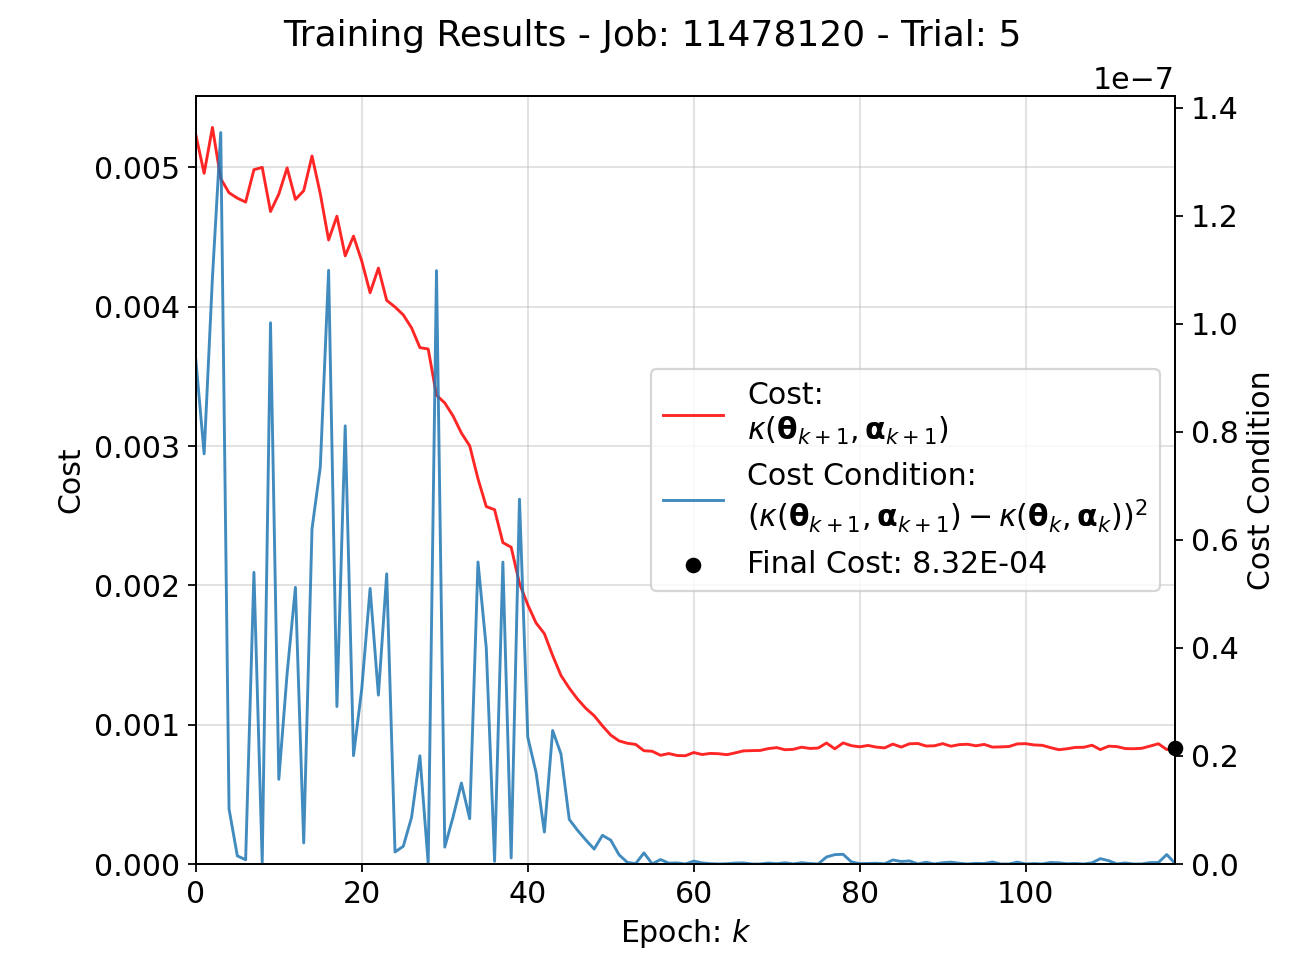 Training Results - Job: 11478120 - Trial: 5
1e−7
0.005
0.004
0.003
0.002
0.001
0.000
Cost
1.4
1.2
1.0
0.8
0.6
0.4
0.2
0.0
Cost Condition
Cost:
κ(θ_{k+1}, α_{k+1})
Cost Condition:
(κ(θ_{k+1}, α_{k+1}) − κ(θ_k, α_k))²
Final Cost: 8.32E-04
0 20 40 60 80 100
Epoch: k